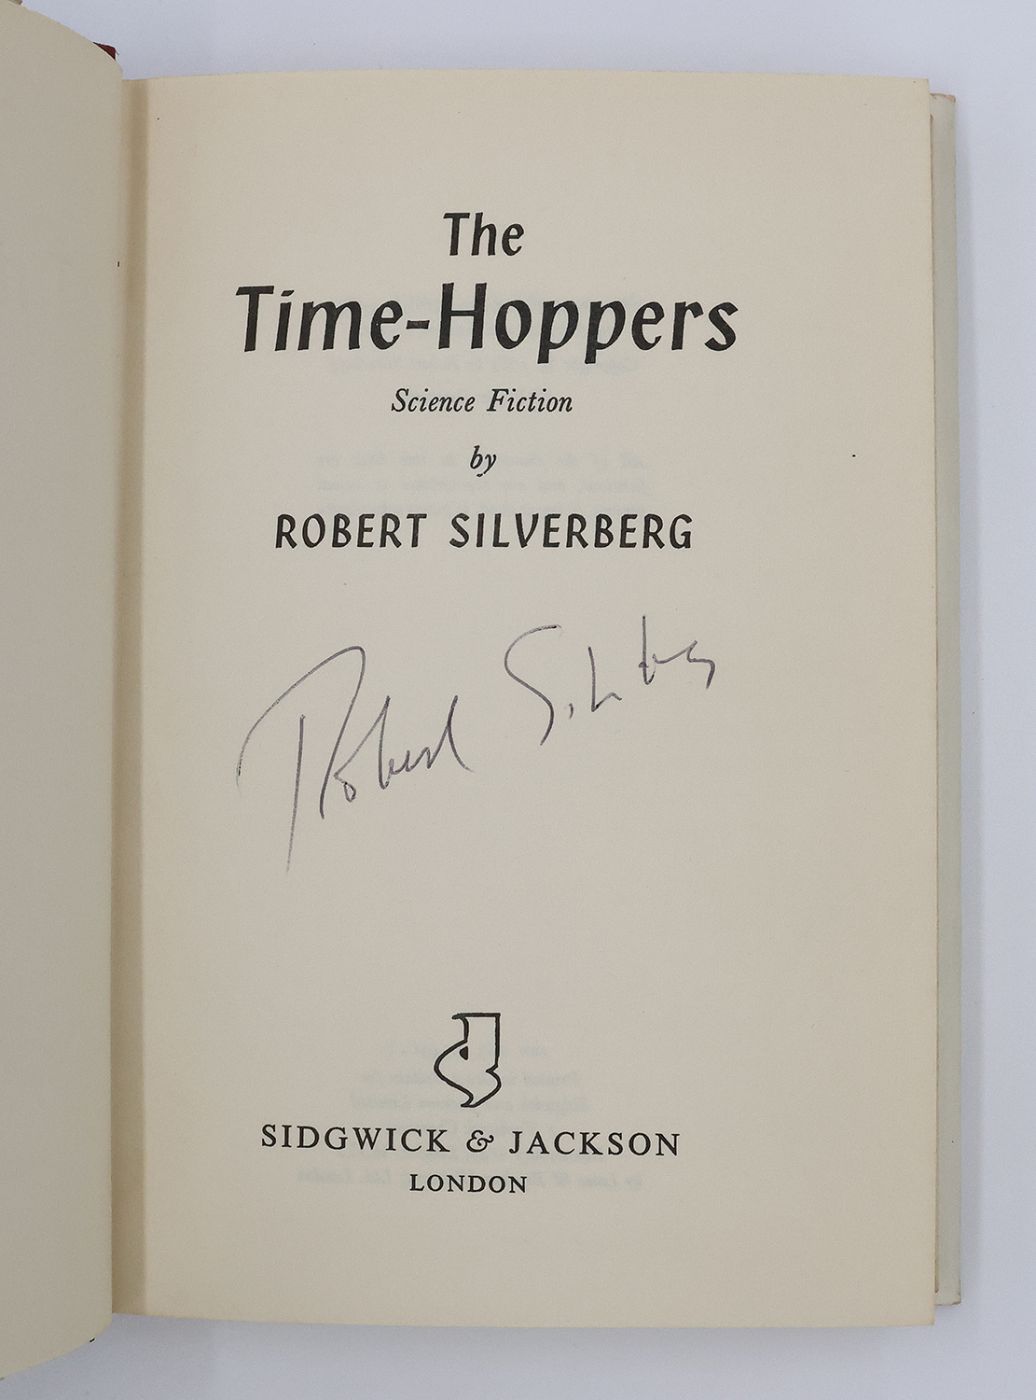 The
Time-Hoppers
Science Fiction
by
ROBERT SILVERBERG
Robert Silverberg
SIDGWICK & JACKSON
LONDON